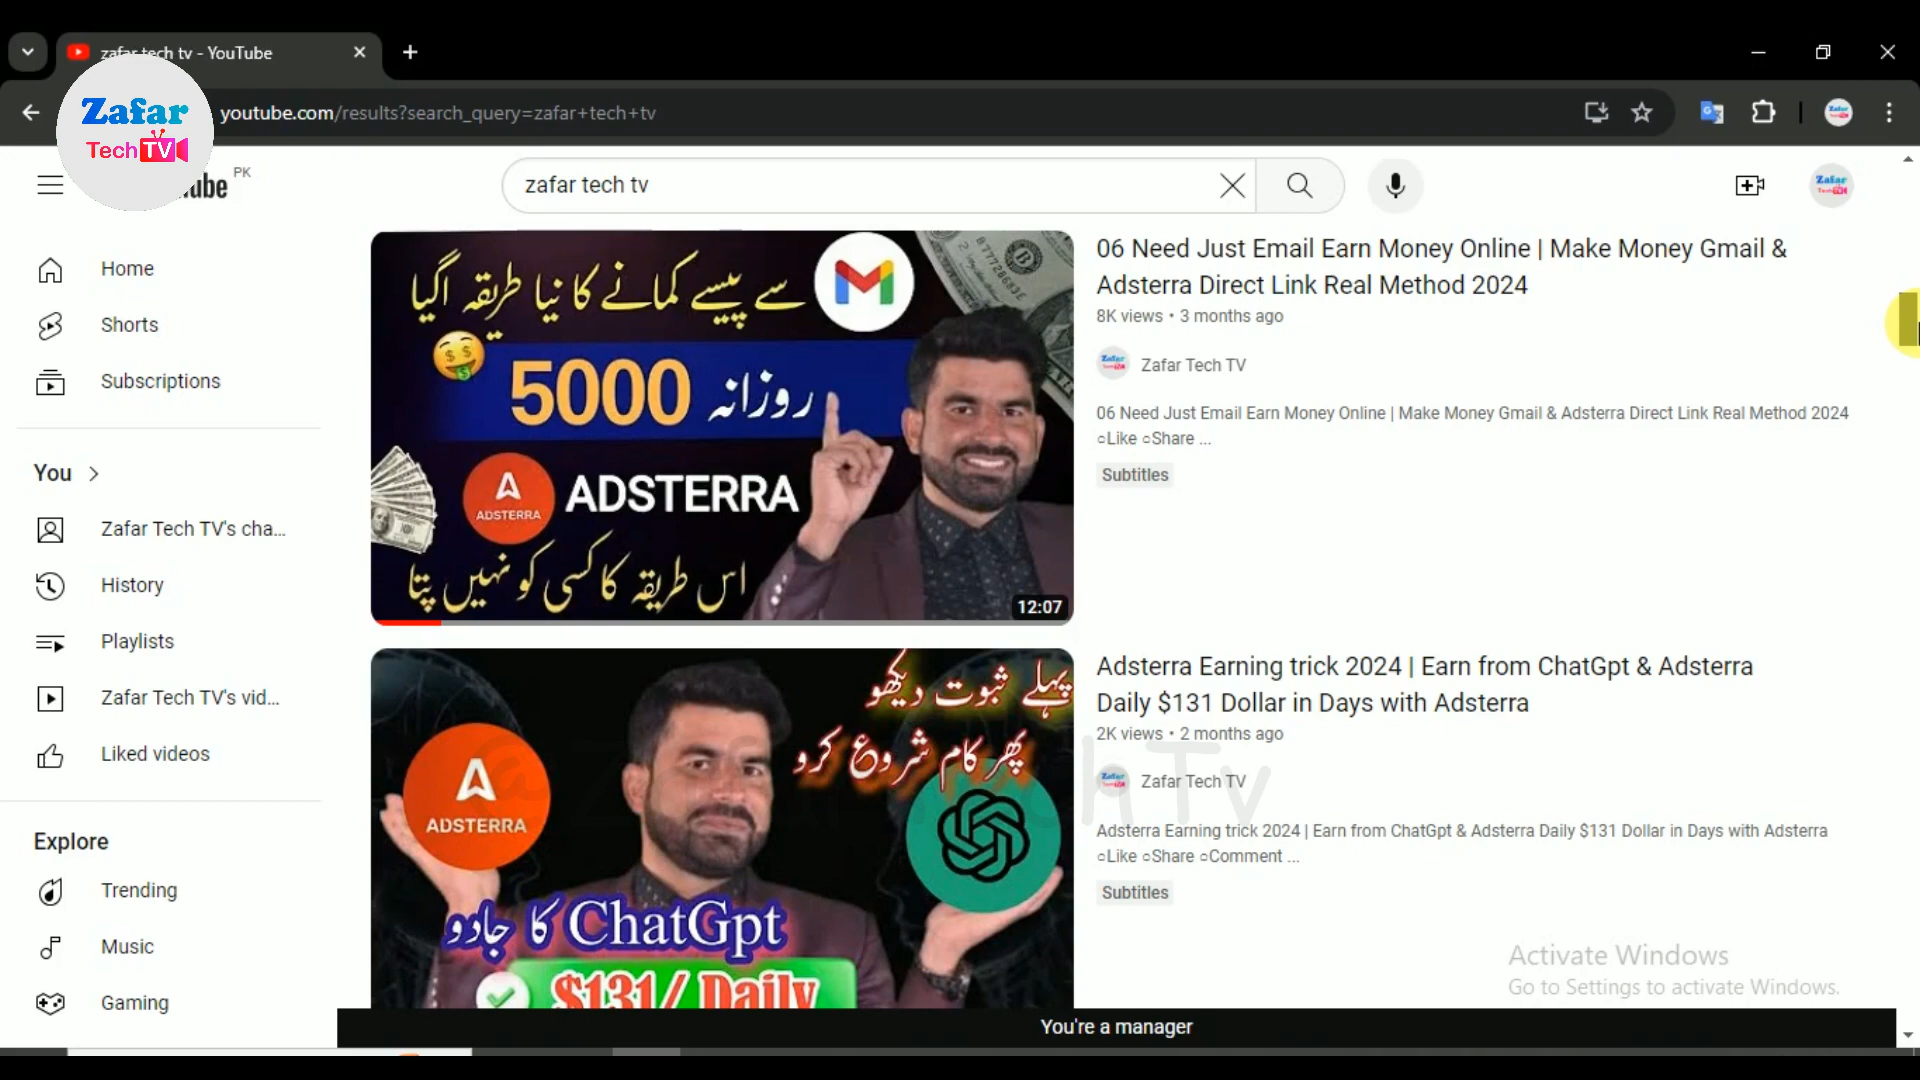 zafar tech tv - YouTube
youtube.com/results?search_query=zafar+tech+tv
Zafar
TechTV
PK
zafar tech tv
Home
Shorts
Subscriptions
You
Zafar Tech TV's cha...
History
Playlists
Zafar Tech TV's vid...
Liked videos
Explore
Trending
Music
Gaming
سے پیسے کمانے کا نیا طریقہ آگیا
روزانہ 5000
ADSTERRA
ADSTERRA
اس طریقہ کا کسی کو نہیں پتا
12:07
06 Need Just Email Earn Money Online | Make Money Gmail &
Adsterra Direct Link Real Method 2024
8K views • 3 months ago
Zafar Tech TV
06 Need Just Email Earn Money Online | Make Money Gmail & Adsterra Direct Link Real Method 2024
○Like ○Share ...
Subtitles
پہلے ثبوت دیکھو
پھر کام شروع کرو
ADSTERRA
ChatGpt کا جادو
$131/ Daily
Adsterra Earning trick 2024 | Earn from ChatGpt & Adsterra
Daily $131 Dollar in Days with Adsterra
2K views • 2 months ago
Zafar Tech TV
Adsterra Earning trick 2024 | Earn from ChatGpt & Adsterra Daily $131 Dollar in Days with Adsterra
○Like ○Share ○Comment ...
Subtitles
Activate Windows
Go to Settings to activate Windows.
You're a manager